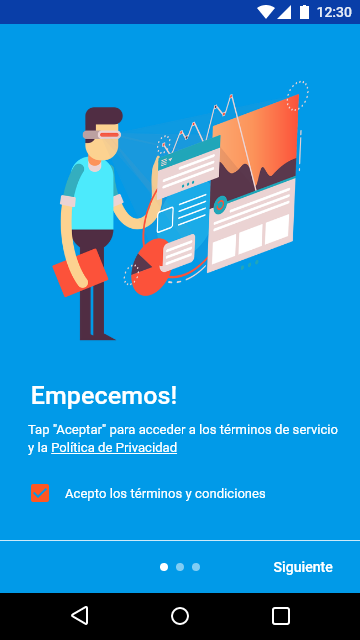 12:30
Empecemos!
Tap "Aceptar" para acceder a los términos de servicio
y la Política de Privacidad
Acepto los términos y condiciones
Siguiente